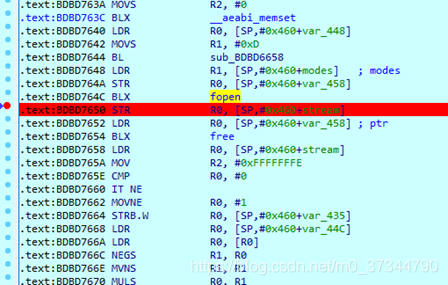 .text:BDBD763A MOVS R2, #0
.text:BDBD763C BLX __aeabi_memset
.text:BDBD7640 LDR R0, [SP,#0x460+var_448]
.text:BDBD7642 MOVS R1, #0xD
.text:BDBD7644 BL sub_BDBD6658
.text:BDBD7648 LDR R1, [SP,#0x460+modes] ; modes
.text:BDBD764A STR R0, [SP,#0x460+var_458]
.text:BDBD764C BLX fopen
.text:BDBD7650 STR R0, [SP,#0x460+stream]
.text:BDBD7652 LDR R0, [SP,#0x460+var_458] ; ptr
.text:BDBD7654 BLX free
.text:BDBD7658 LDR R0, [SP,#0x460+stream]
.text:BDBD765A MOV R2, #0xFFFFFFFE
.text:BDBD765E CMP R0, #0
.text:BDBD7660 IT NE
.text:BDBD7662 MOVNE R0, #1
.text:BDBD7664 STRB.W R0, [SP,#0x460+var_435]
.text:BDBD7668 LDR R0, [SP,#0x460+var_44C]
.text:BDBD766A LDR R0, [R0]
.text:BDBD766C NEGS R1, R0
.text:BDBD766E MVNS R1, R1
.text:BDBD7670 MULS R0, R1
https://blog.csdn.net/m0_37344790